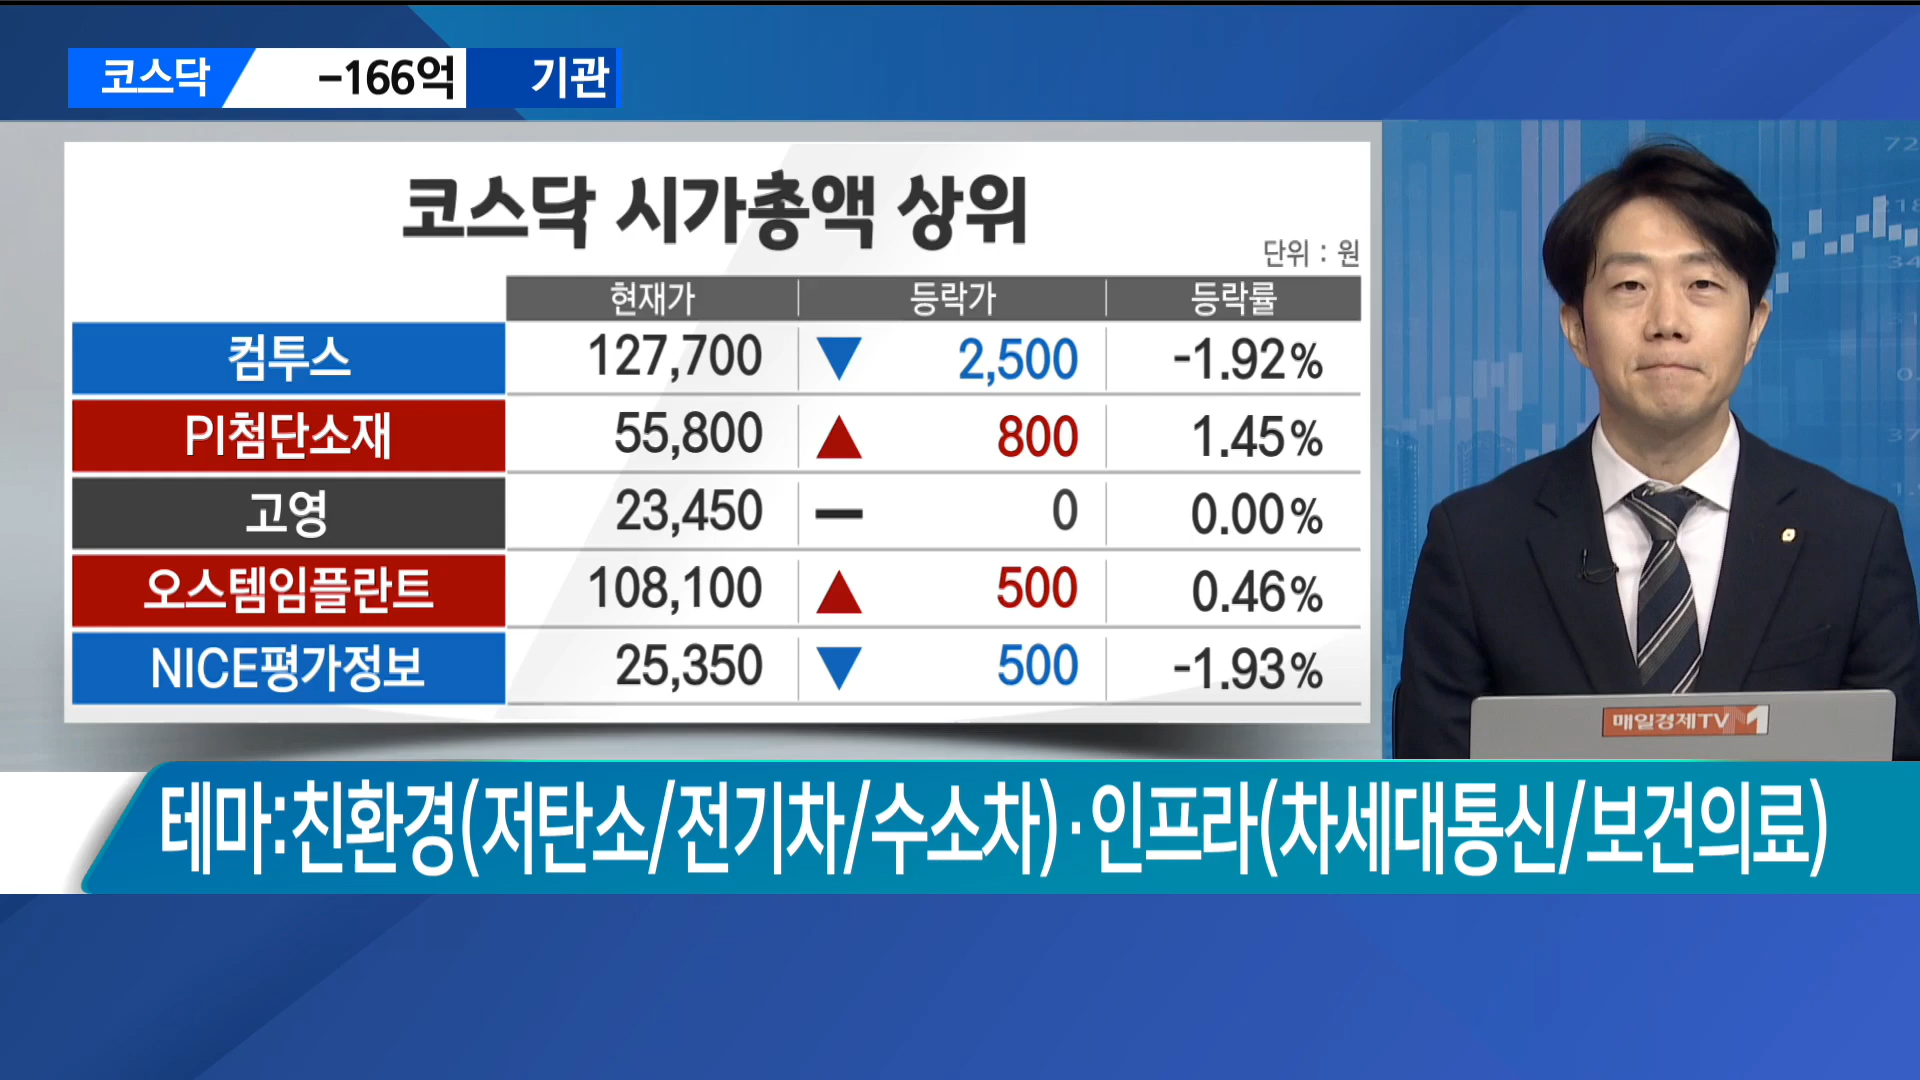 코스닥 -166억 기관
코스닥 시가총액 상위
단위 : 원
현재가 등락가 등락률
컴투스 127,700 ▼ 2,500 -1.92%
PI첨단소재 55,800 ▲ 800 1.45%
고영 23,450 – 0 0.00%
오스템임플란트 108,100 ▲ 500 0.46%
NICE평가정보 25,350 ▼ 500 -1.93%
매일경제TV M
테마:친환경(저탄소/전기차/수소차)·인프라(차세대통신/보건의료)